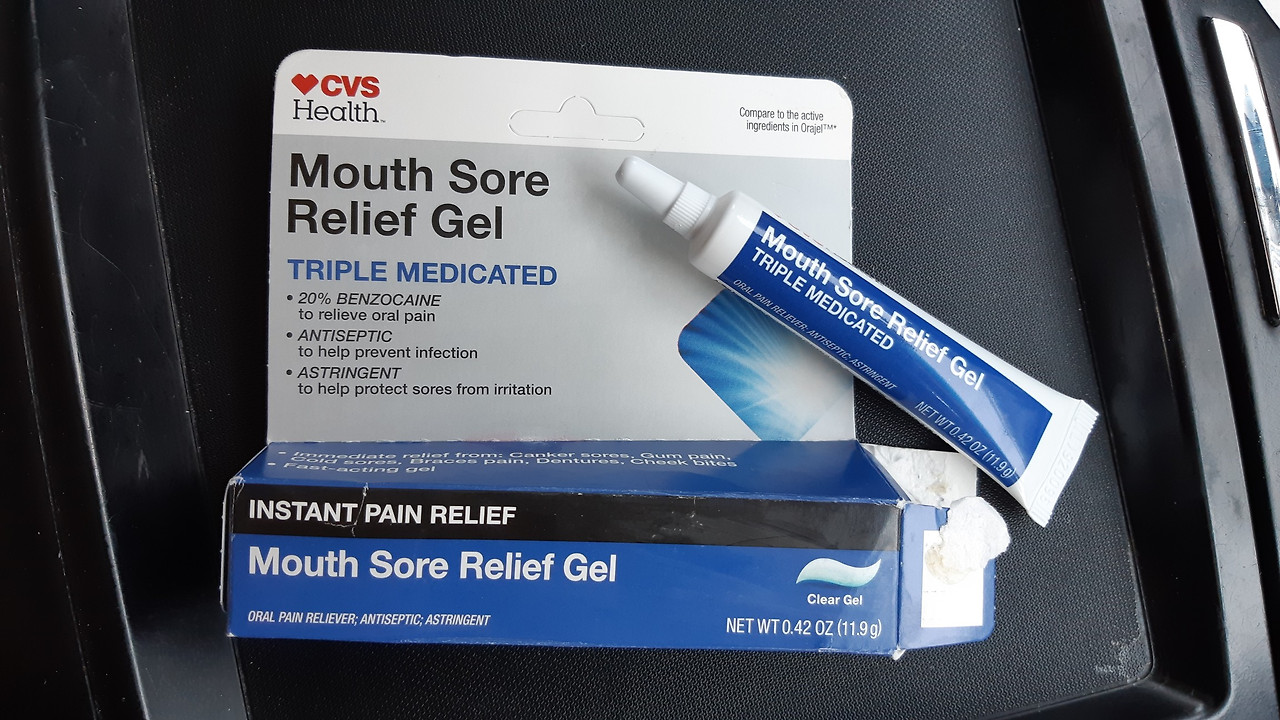 CVS
Health™
Compare to the active
ingredients in Orajel™*
Mouth Sore
Relief Gel
TRIPLE MEDICATED
• 20% BENZOCAINE
to relieve oral pain
• ANTISEPTIC
to help prevent infection
• ASTRINGENT
to help protect sores from irritation
Mouth Sore Relief Gel
TRIPLE MEDICATED
ORAL PAIN RELIEVER; ANTISEPTIC; ASTRINGENT
NET WT 0.42 OZ (11.9g)
• Immediate relief from: Canker sores, Gum pain,
Cold sores, Braces pain, Dentures, Cheek bites
• Fast-acting gel
INSTANT PAIN RELIEF
Mouth Sore Relief Gel
Clear Gel
ORAL PAIN RELIEVER; ANTISEPTIC; ASTRINGENT
NET WT 0.42 OZ (11.9 g)